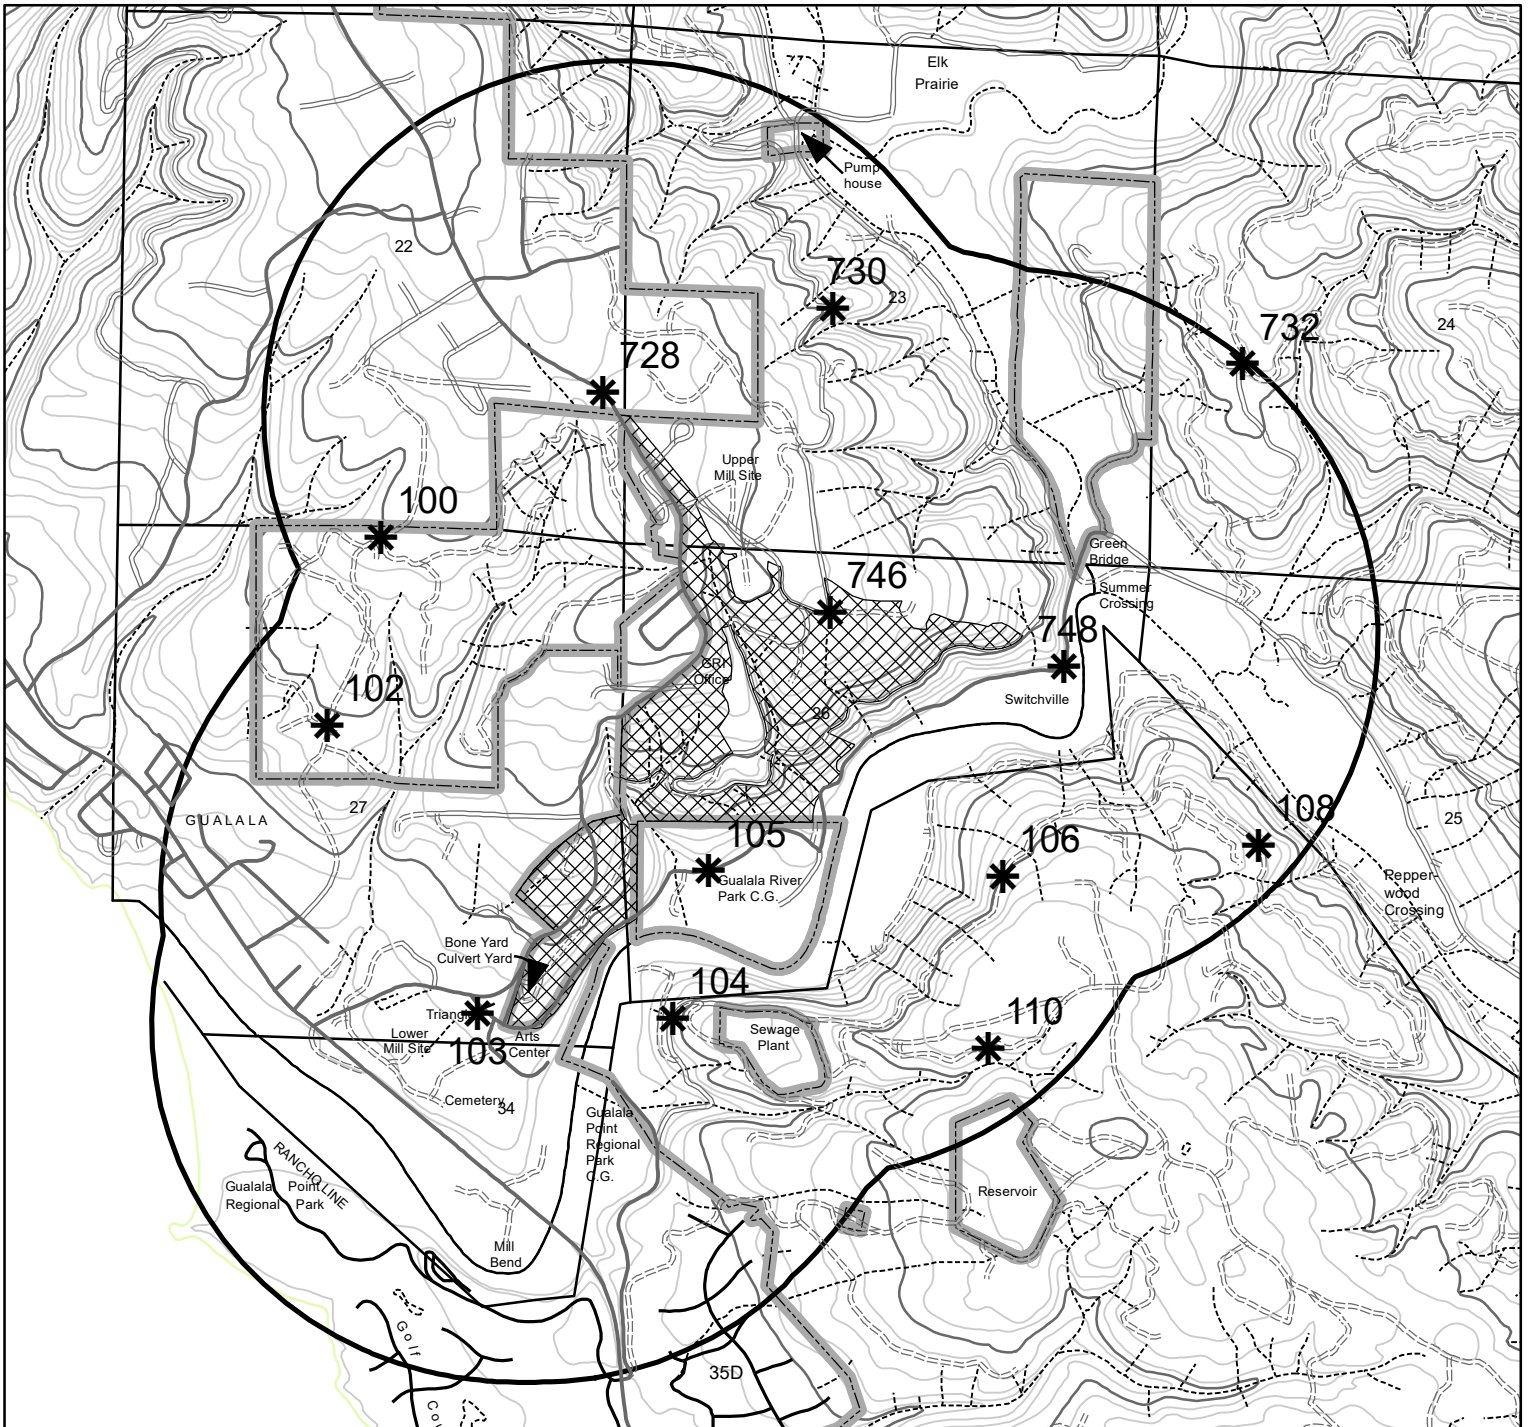 Elk
Prairie
Pump
house
22
730
23
728
732
24
Upper
Mill Site
100
Green
Bridge
746
Summer
Crossing
748
GRI
Office
102
Switchville
26
27
GUALALA
105
106
108
25
Gualala River
Park C.G.
Pepper-
wood
Crossing
Bone Yard
Culvert Yard
104
110
Triangle
Lower
Mill Site
103
Arts
Center
Sewage
Plant
Cemetery
34
Gualala
Point
Regional
Park
C.G.
RANCHO LINE
Gualala Point
Regional Park
Reservoir
Mill
Bend
Golf
Cou
35D